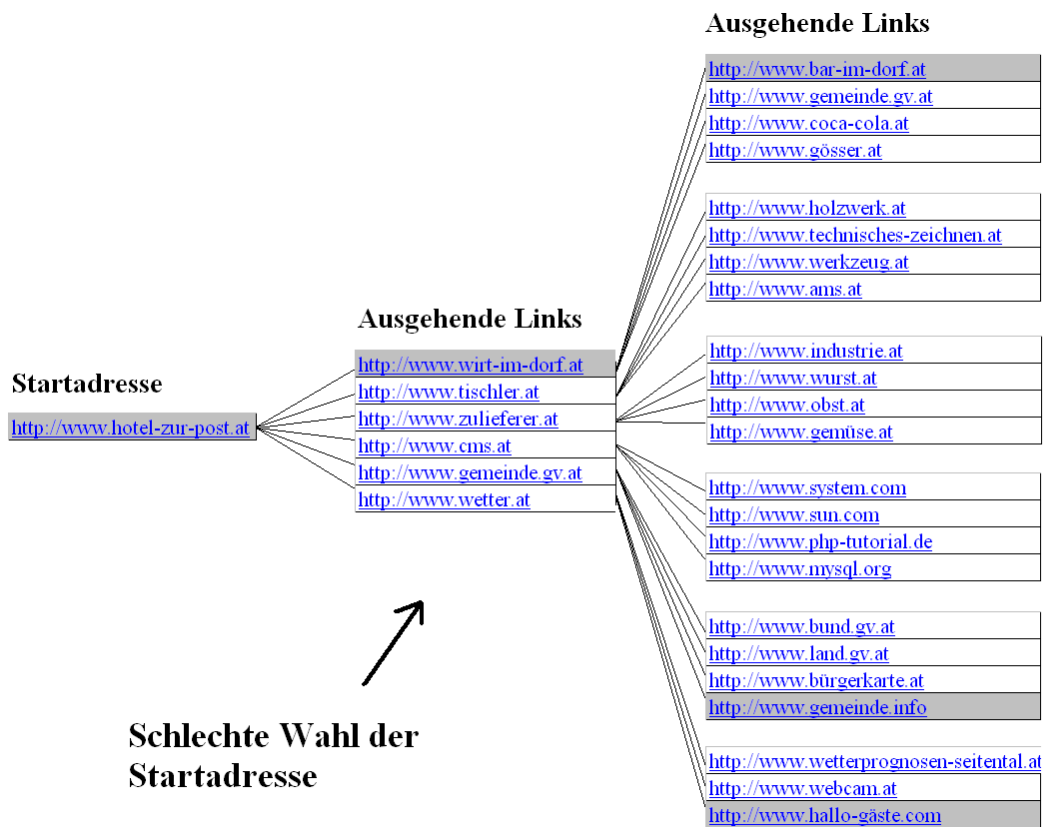 Startadresse
http://www.hotel-zur-post.at
Ausgehende Links
http://www.wirt-im-dorf.at
http://www.tischler.at
http://www.zulieferer.at
http://www.cms.at
http://www.gemeinde.gv.at
http://www.wetter.at
Schlechte Wahl der
Startadresse
Ausgehende Links
http://www.bar-im-dorf.at
http://www.gemeinde.gv.at
http://www.coca-cola.at
http://www.gösser.at
http://www.holzwerk.at
http://www.technisches-zeichnen.at
http://www.werkzeug.at
http://www.ams.at
http://www.industrie.at
http://www.wurst.at
http://www.obst.at
http://www.gemüse.at
http://www.system.com
http://www.sun.com
http://www.php-tutorial.de
http://www.mysql.org
http://www.bund.gv.at
http://www.land.gv.at
http://www.bürgerkarte.at
http://www.gemeinde.info
http://www.wetterprognosen-seitental.at
http://www.webcam.at
http://www.hallo-gäste.com